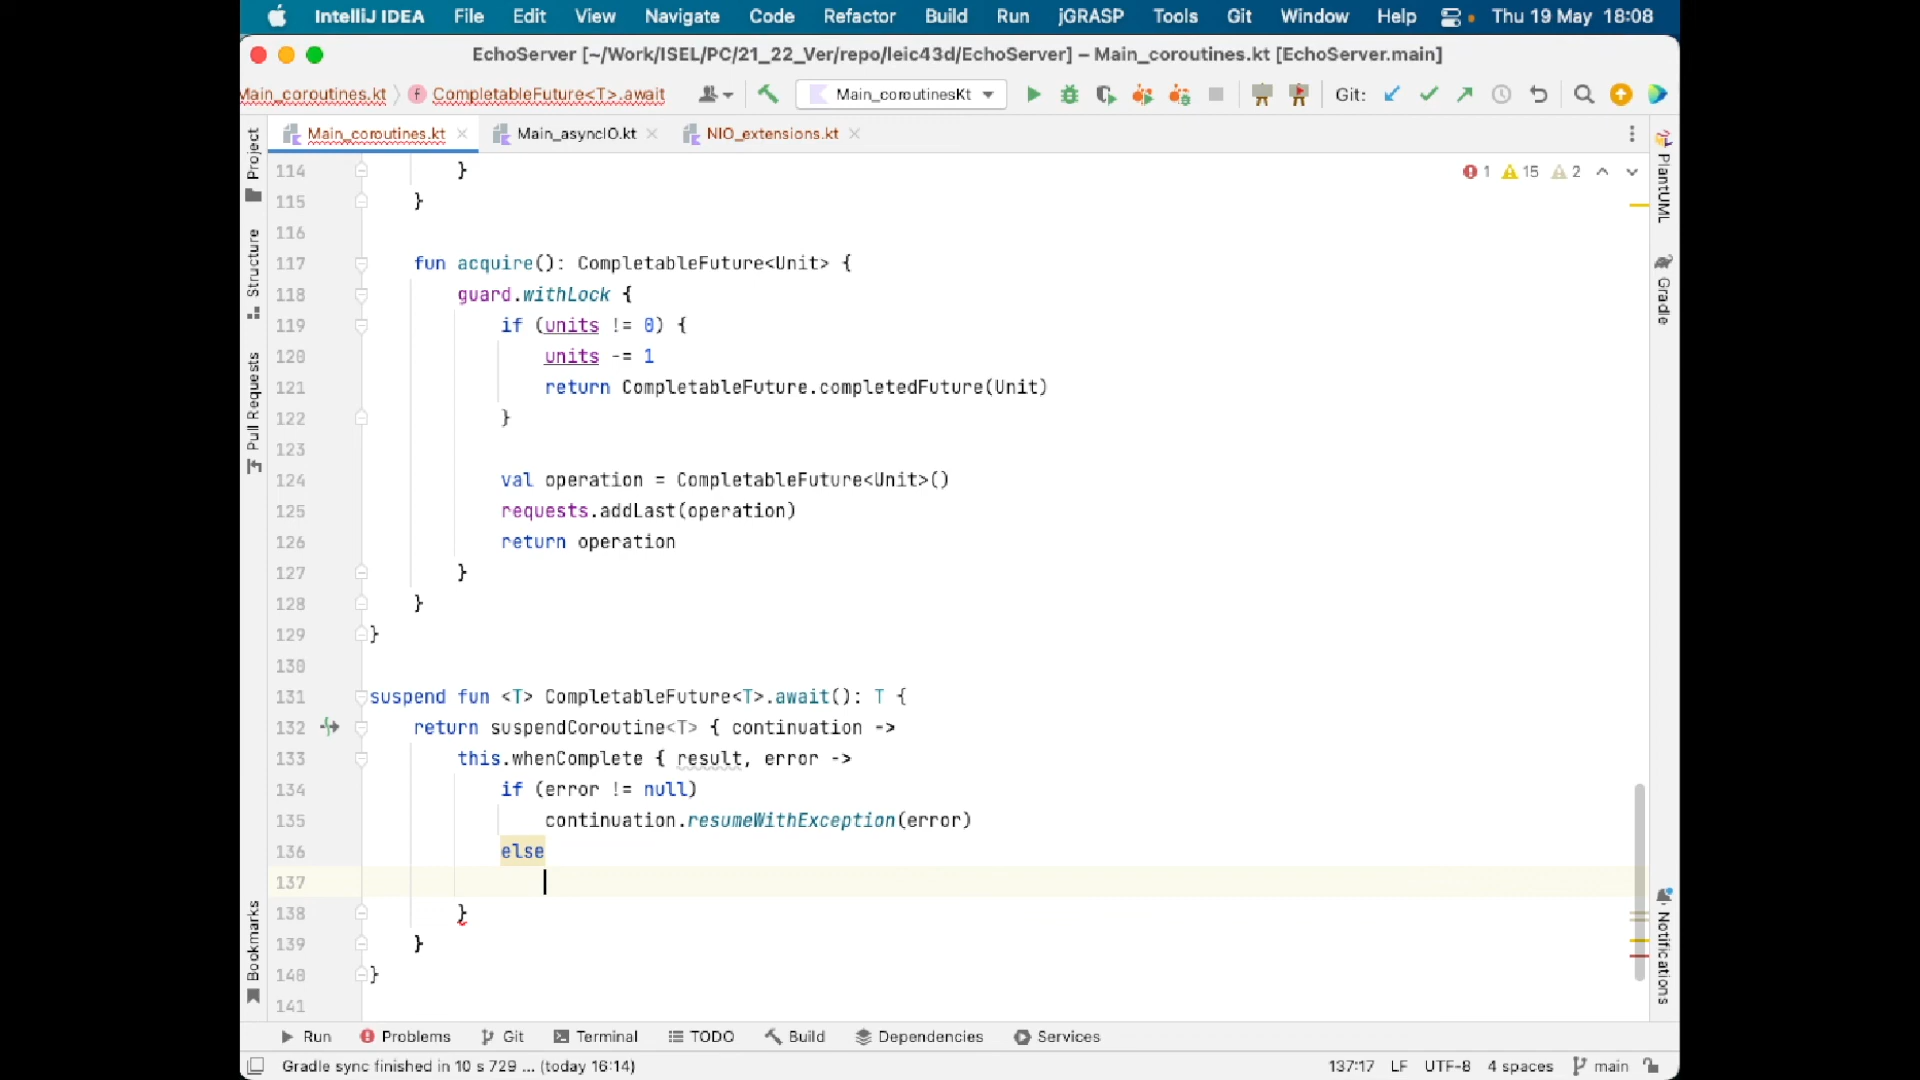 IntelliJ IDEA File Edit View Navigate Code Refactor Build Run jGRASP Tools Git Window Help Thu 19 May 18:08
EchoServer [~/Work/ISEL/PC/21_22_Ver/repo/leic43d/EchoServer] – Main_coroutines.kt [EchoServer.main]
Main_coroutines.kt CompletableFuture<T>.await Main_coroutinesKt Git:
Main_coroutines.kt Main_asyncIO.kt NIO_extensions.kt
Project
Structure
Pull Requests
Bookmarks
1 15 2
114 }
115 }
116
117 fun acquire(): CompletableFuture<Unit> {
118 guard.withLock {
119 if (units != 0) {
120 units -= 1
121 return CompletableFuture.completedFuture(Unit)
122 }
123
124 val operation = CompletableFuture<Unit>()
125 requests.addLast(operation)
126 return operation
127 }
128 }
129 }
130
131 suspend fun <T> CompletableFuture<T>.await(): T {
132 return suspendCoroutine<T> { continuation ->
133 this.whenComplete { result, error ->
134 if (error != null)
135 continuation.resumeWithException(error)
136 else
137
138 }
139 }
140 }
141
PlantUML
Gradle
Notifications
Run Problems Git Terminal TODO Build Dependencies Services
Gradle sync finished in 10 s 729 ... (today 16:14) 137:17 LF UTF-8 4 spaces main